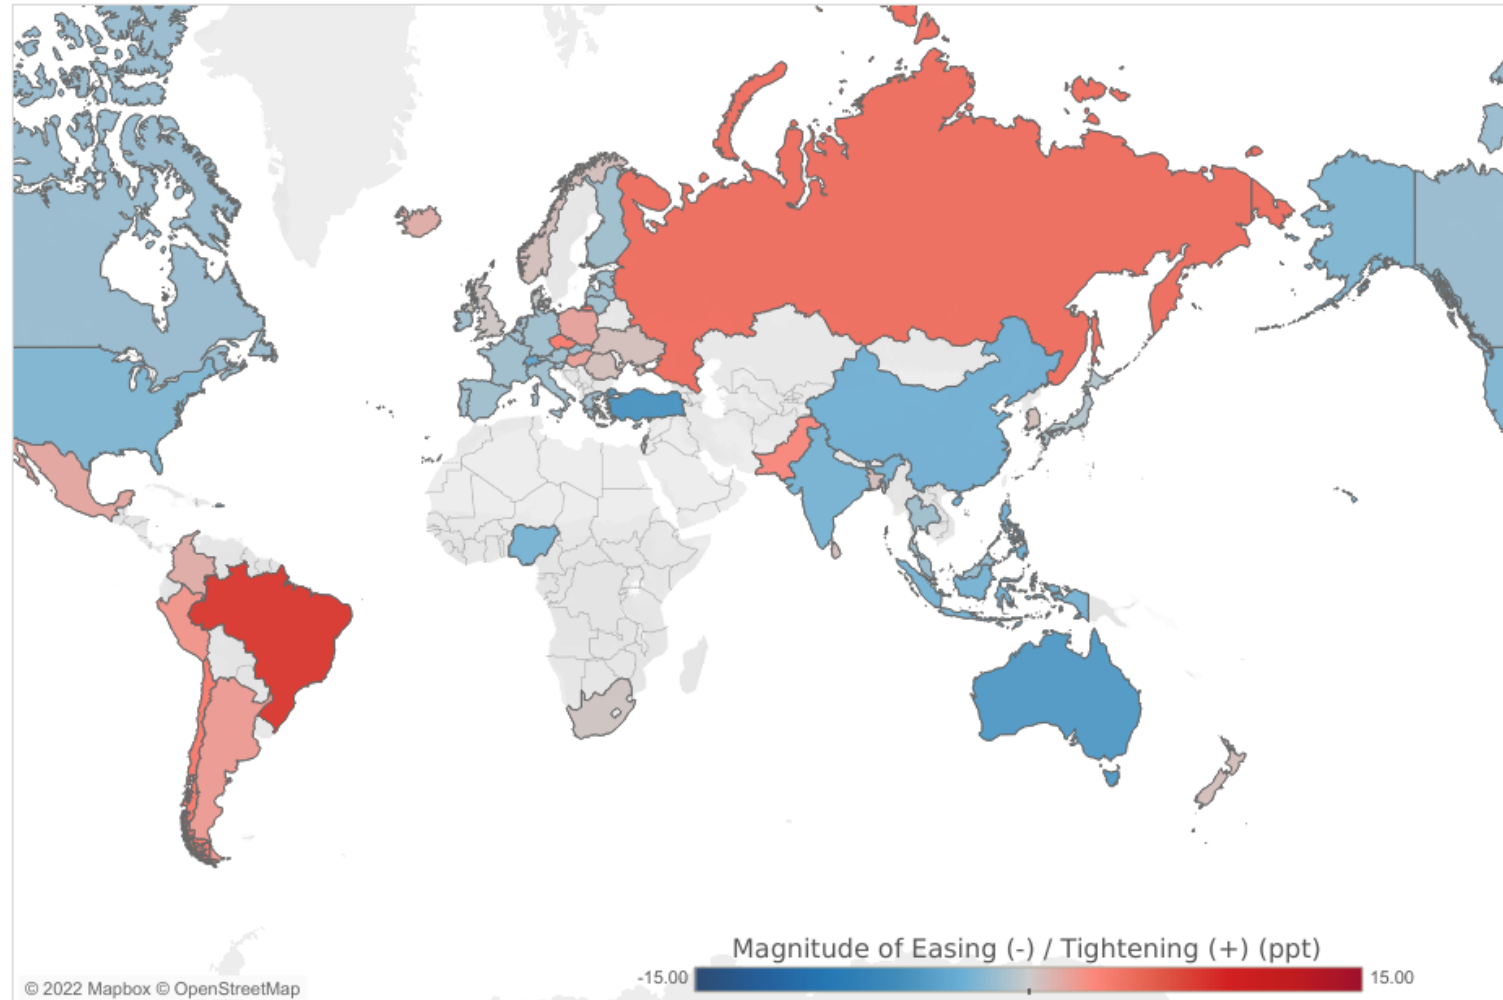 Magnitude of Easing (-) / Tightening (+) (ppt)
-15.00 15.00
© 2022 Mapbox © OpenStreetMap